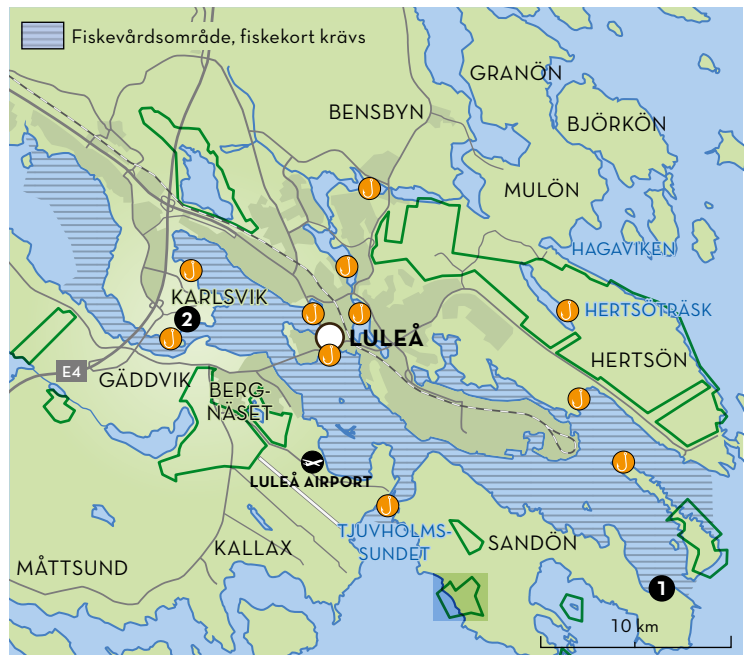 Fiskevårdsområde, fiskekort krävs
GRANÖN
BENSBYN
BJÖRKÖN
MULÖN
HAGAVIKEN
KARLSVIK
HERTSÖTRÄSK
2
LULEÅ
HERTSÖN
E4
GÄDDVIK
BERG-
NÄSET
LULEÅ AIRPORT
TJUVHOLMS-
SUNDET
SANDÖN
KALLAX
MÅTTSUND
1
10 km